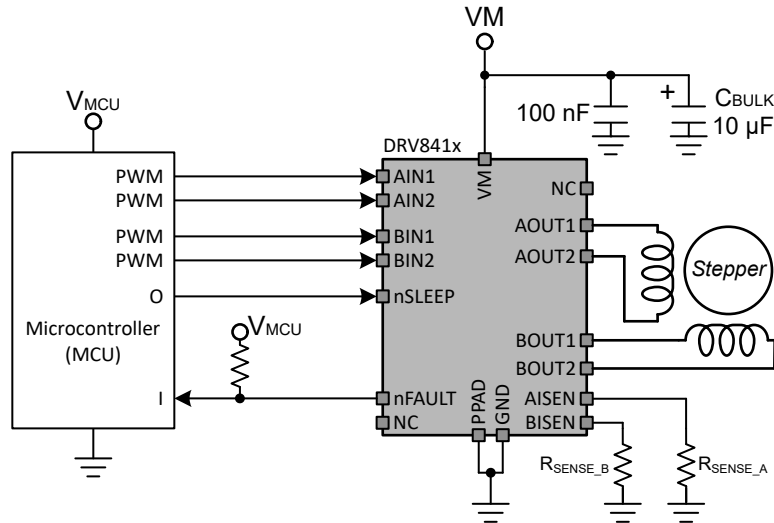 VM
VMCU
100 nF
+
CBULK
10 µF
DRV841x
PWM
AIN1
VM
NC
PWM
AIN2
AOUT1
PWM
BIN1
AOUT2
Stepper
PWM
BIN2
O
nSLEEP
Microcontroller
(MCU)
VMCU
BOUT1
BOUT2
I
nFAULT
PPAD
GND
AISEN
NC
BISEN
RSENSE_B
RSENSE_A